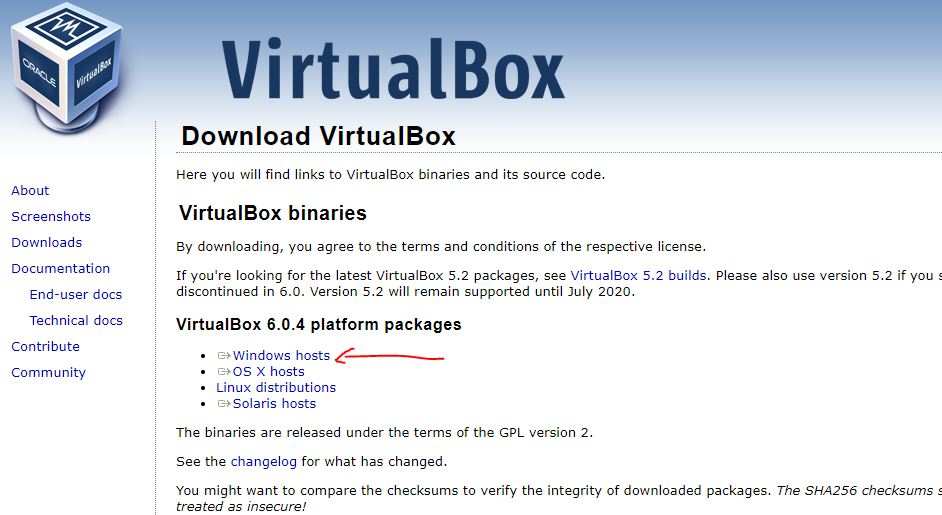 ORACLE
VirtualBox
VirtualBox
Download VirtualBox
Here you will find links to VirtualBox binaries and its source code.
About
Screenshots
Downloads
Documentation
End-user docs
Technical docs
Contribute
Community
VirtualBox binaries
By downloading, you agree to the terms and conditions of the respective license.
If you're looking for the latest VirtualBox 5.2 packages, see VirtualBox 5.2 builds. Please also use version 5.2 if you s
discontinued in 6.0. Version 5.2 will remain supported until July 2020.
VirtualBox 6.0.4 platform packages
Windows hosts
OS X hosts
Linux distributions
Solaris hosts
The binaries are released under the terms of the GPL version 2.
See the changelog for what has changed.
You might want to compare the checksums to verify the integrity of downloaded packages. The SHA256 checksums s
treated as insecure!